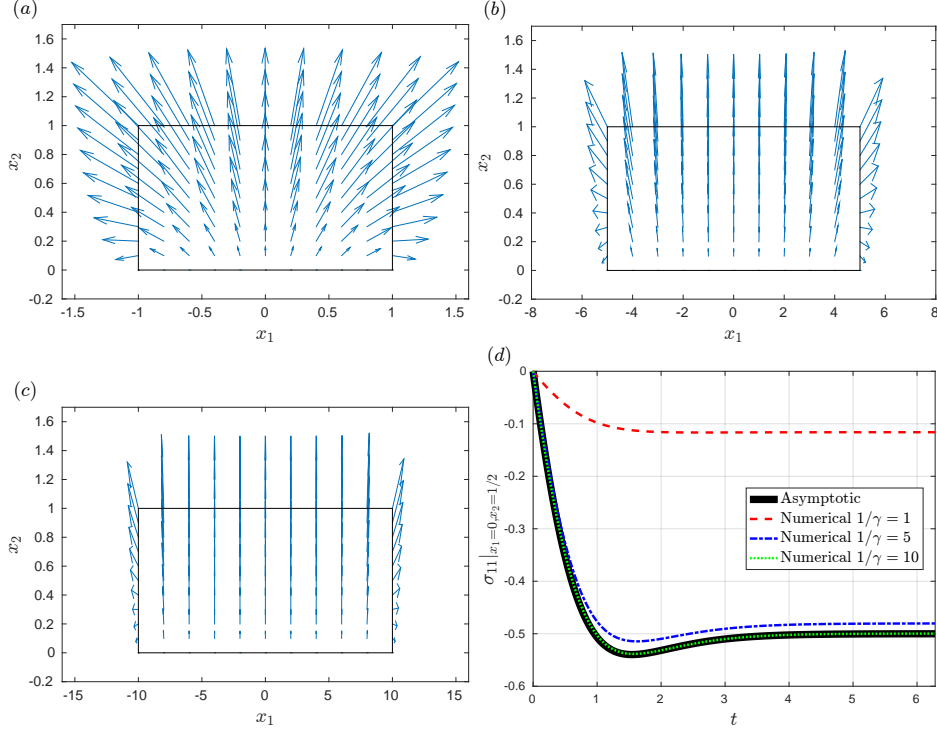 (a)
1.6
1.4
1.2
1
0.8
0.6
0.4
0.2
0
-0.2
x2
-1.5 -1 -0.5 0 0.5 1 1.5
x1
(b)
1.6
1.4
1.2
1
0.8
0.6
0.4
0.2
0
-0.2
x2
-8 -6 -4 -2 0 2 4 6 8
x1
(c)
1.6
1.4
1.2
1
0.8
0.6
0.4
0.2
0
-0.2
x2
-15 -10 -5 0 5 10 15
x1
(d)
0
-0.1
-0.2
-0.3
-0.4
-0.5
-0.6
σ11|x1=0,x2=1/2
Asymptotic
Numerical 1/γ = 1
Numerical 1/γ = 5
Numerical 1/γ = 10
0 1 2 3 4 5 6
t